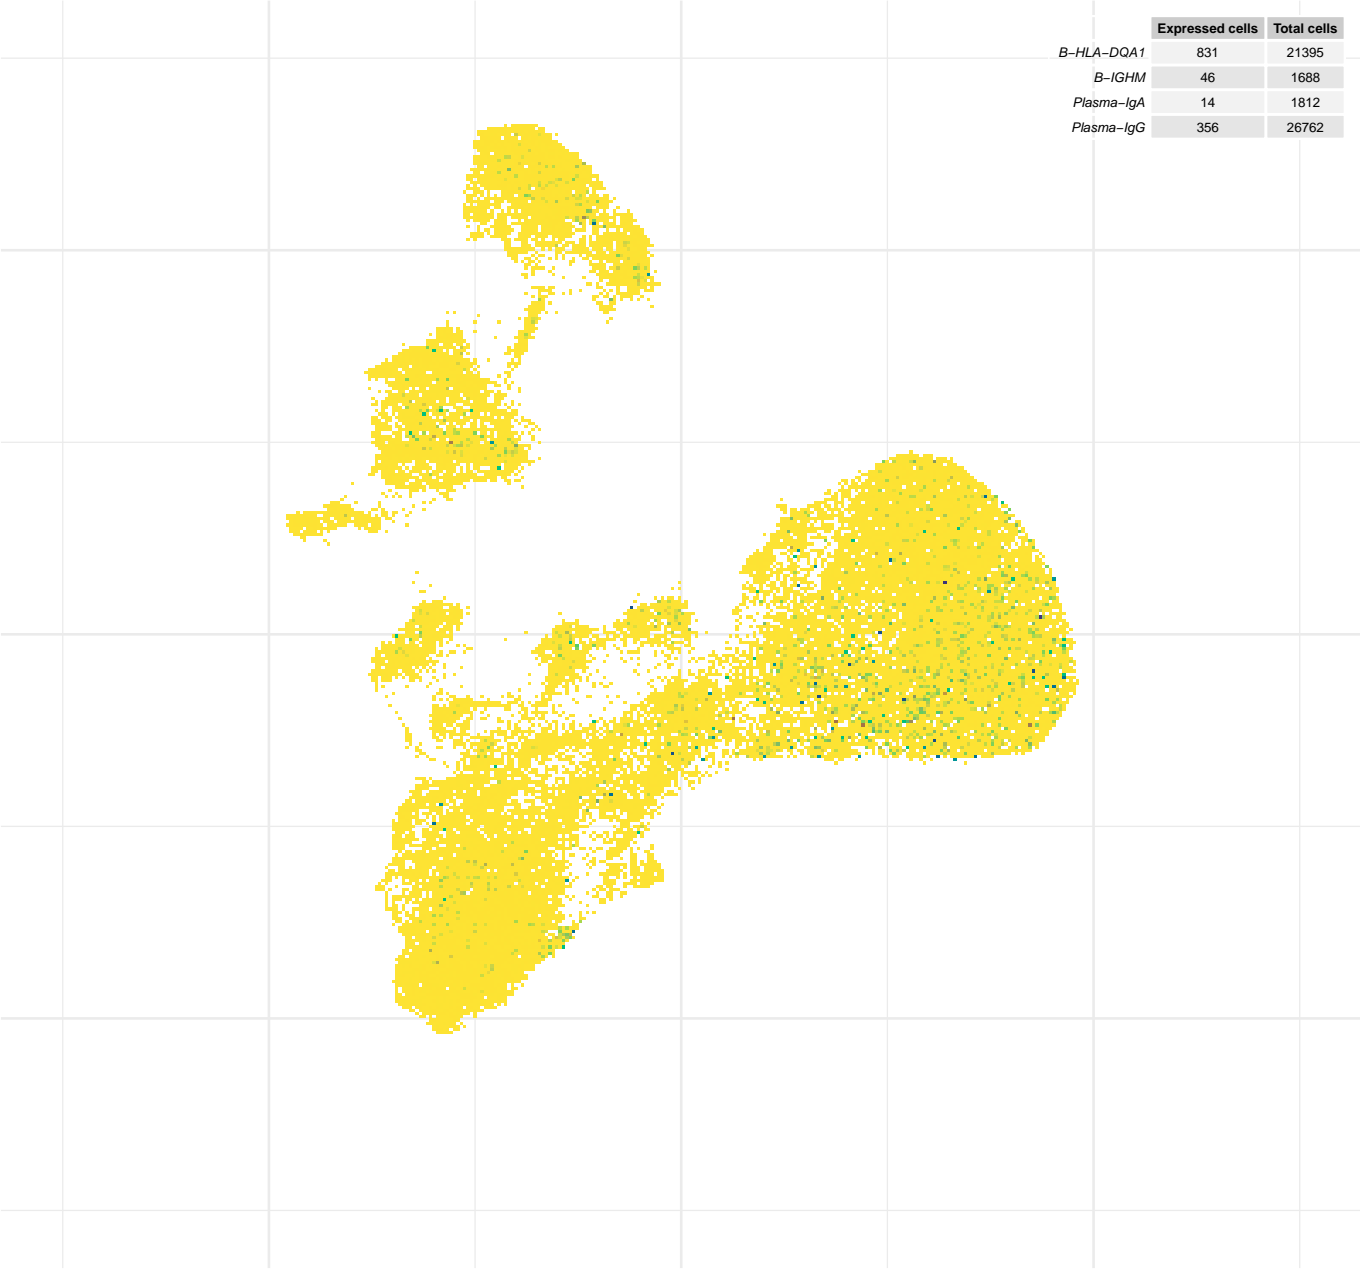 Expressed cells Total cells
B−HLA−DQA1 831 21395
B−IGHM 46 1688
Plasma−IgA 14 1812
Plasma−IgG 356 26762